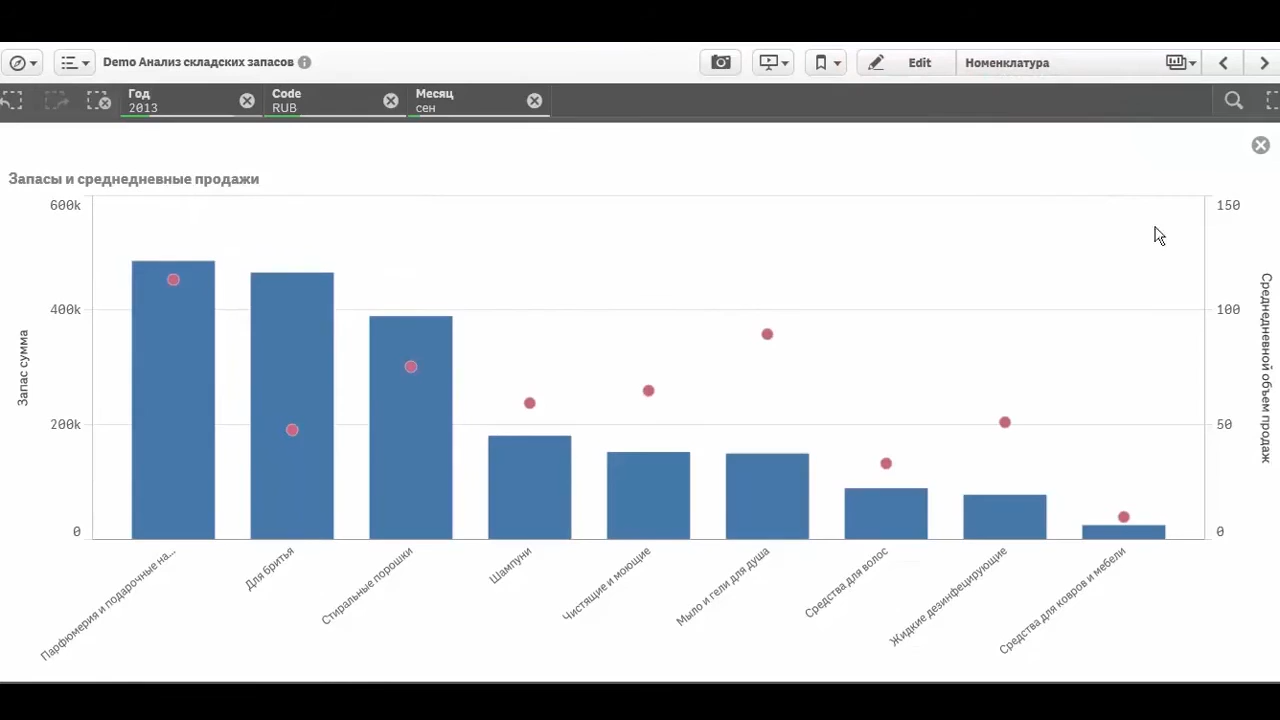 Demo Анализ складских запасов
Edit
Номенклатура
Год
2013
Code
RUB
Месяц
сен
Запасы и среднедневные продажи
600k
400k
200k
0
Запас сумма
150
100
50
0
Среднедневной объем продаж
Парфюмерия и подарочные на...
Для бритья
Стиральные порошки
Шампуни
Чистящие и моющие
Мыло и гели для душа
Средства для волос
Жидкие дезинфецирующие
Средства для ковров и мебели